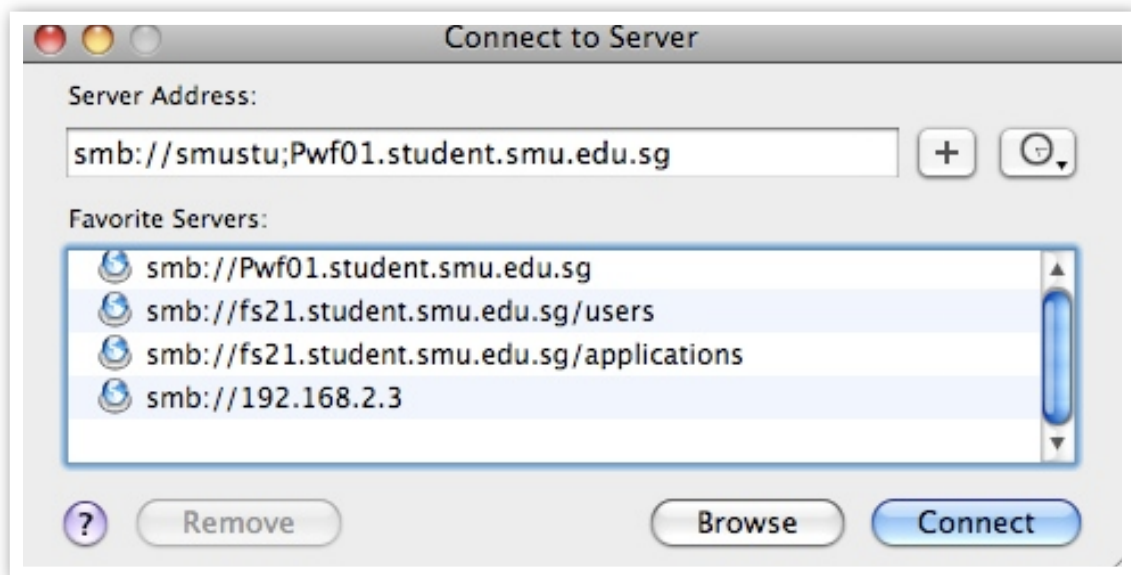 Connect to Server
Server Address:
smb://smustu;Pwf01.student.smu.edu.sg
+
Favorite Servers:
smb://Pwf01.student.smu.edu.sg
smb://fs21.student.smu.edu.sg/users
smb://fs21.student.smu.edu.sg/applications
smb://192.168.2.3
? Remove Browse Connect